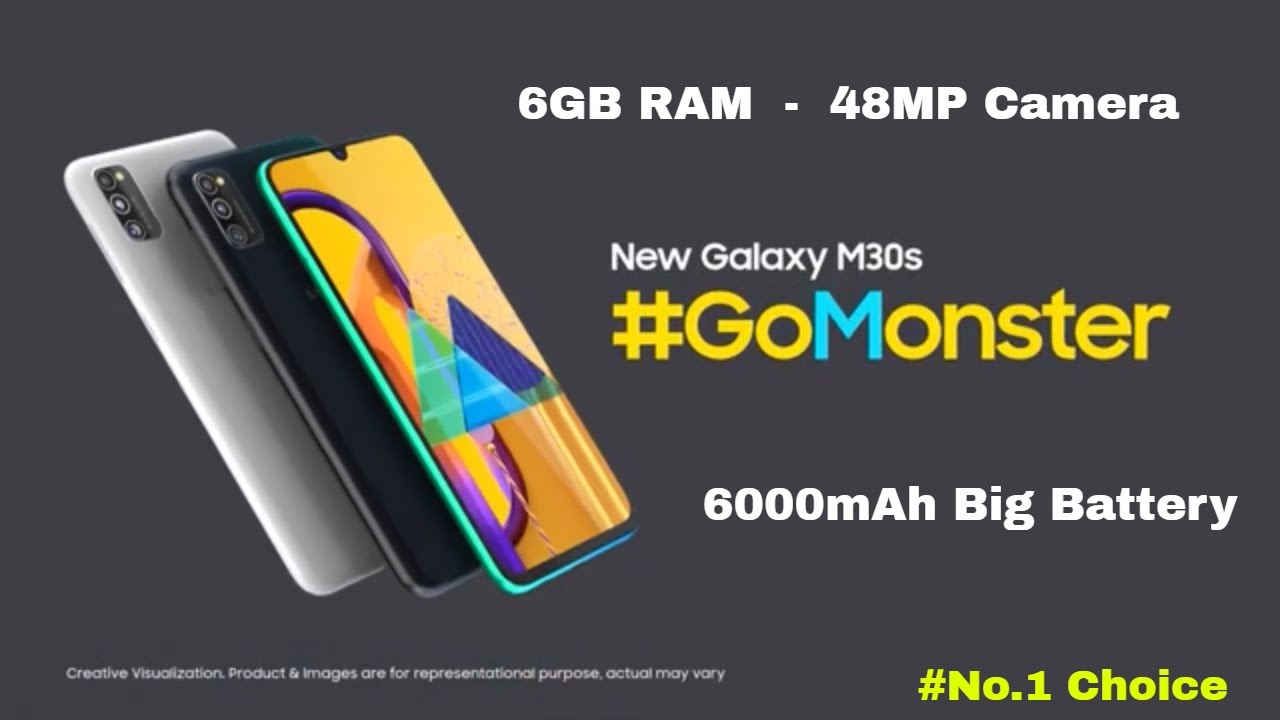 6GB RAM - 48MP Camera
New Galaxy M30s
#GoMonster
6000mAh Big Battery
Creative Visualization. Product & Images are for representational purpose, actual may vary
#No.1 Choice